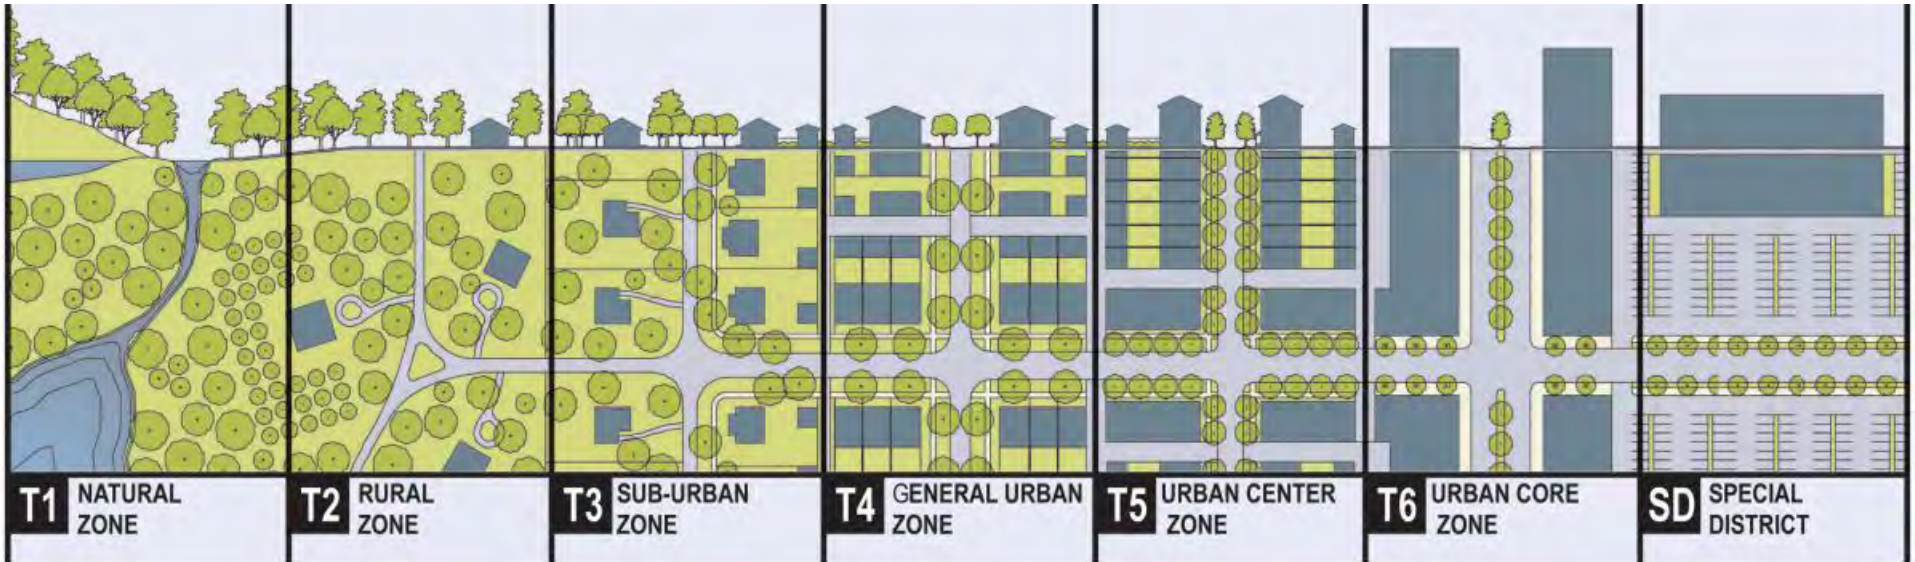 T1 NATURAL
ZONE
T2 RURAL
ZONE
T3 SUB-URBAN
ZONE
T4 GENERAL URBAN
ZONE
T5 URBAN CENTER
ZONE
T6 URBAN CORE
ZONE
SD SPECIAL
DISTRICT